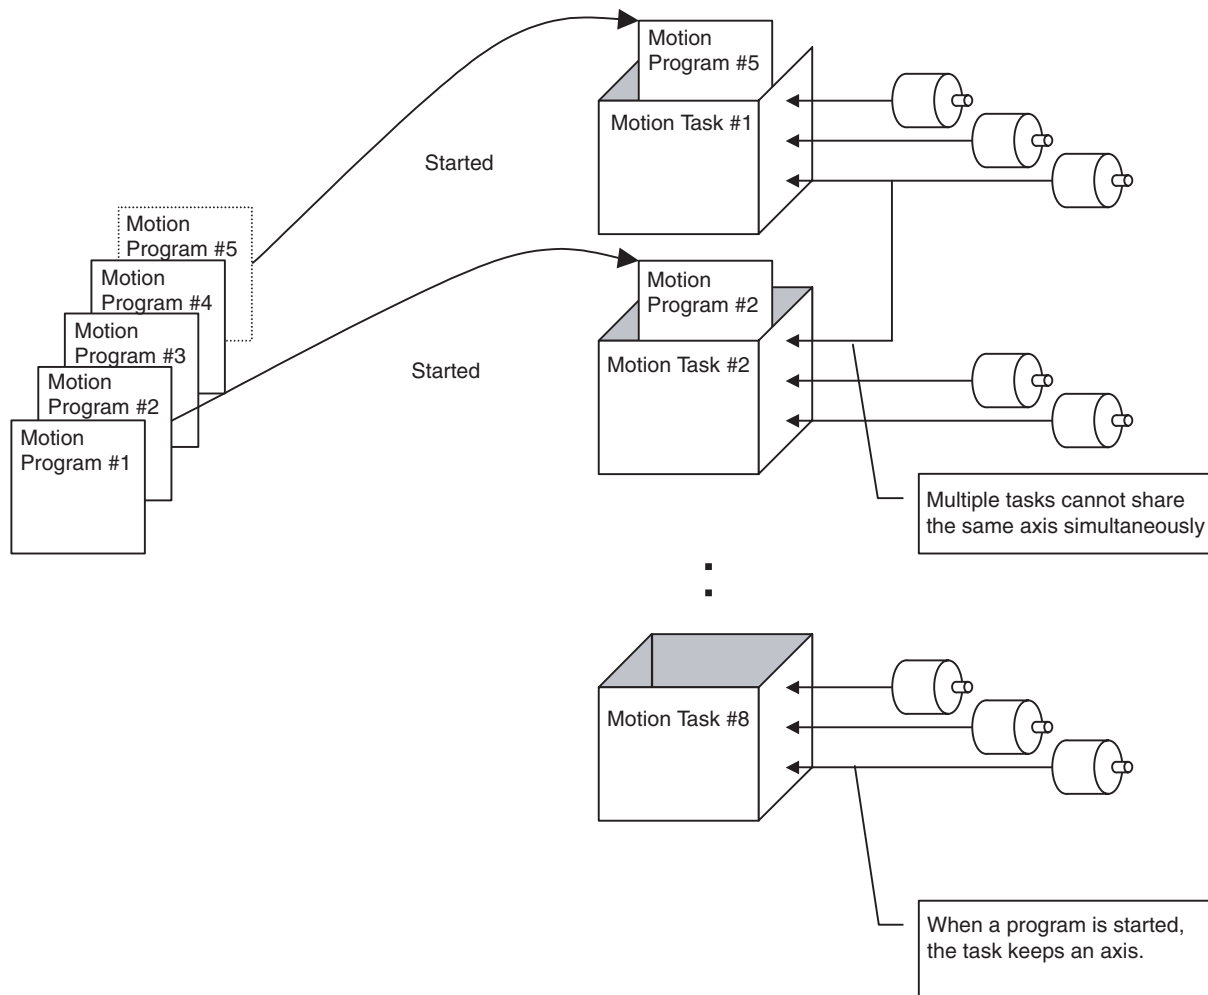 Motion
Program #5
Motion Task #1
Started
Motion
Program #5
Motion
Program #4
Motion
Program #3
Motion
Program #2
Motion
Program #1
Motion
Program #2
Motion Task #2
Started
Multiple tasks cannot share
the same axis simultaneously
:
Motion Task #8
When a program is started,
the task keeps an axis.